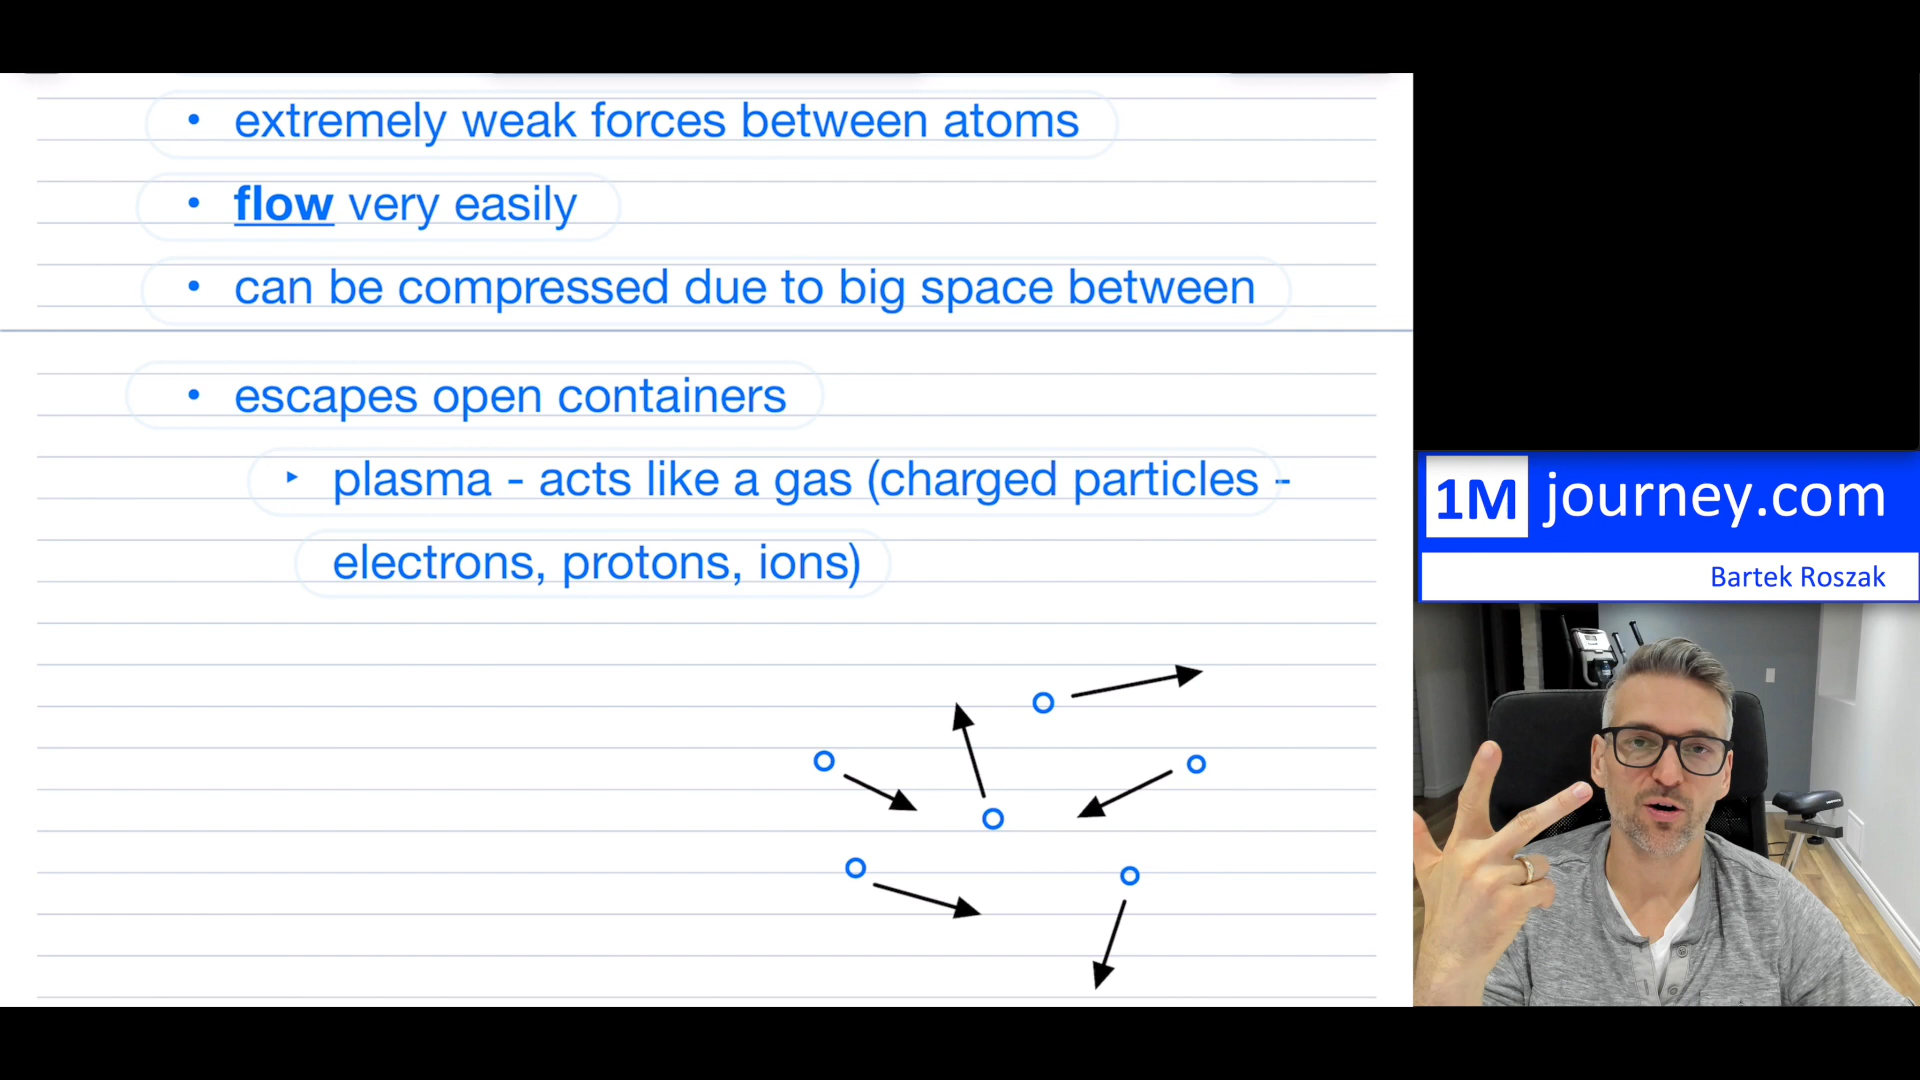 • extremely weak forces between atoms
• flow very easily
• can be compressed due to big space between
• escapes open containers
‣ plasma - acts like a gas (charged particles -
electrons, protons, ions)
1M journey.com
Bartek Roszak